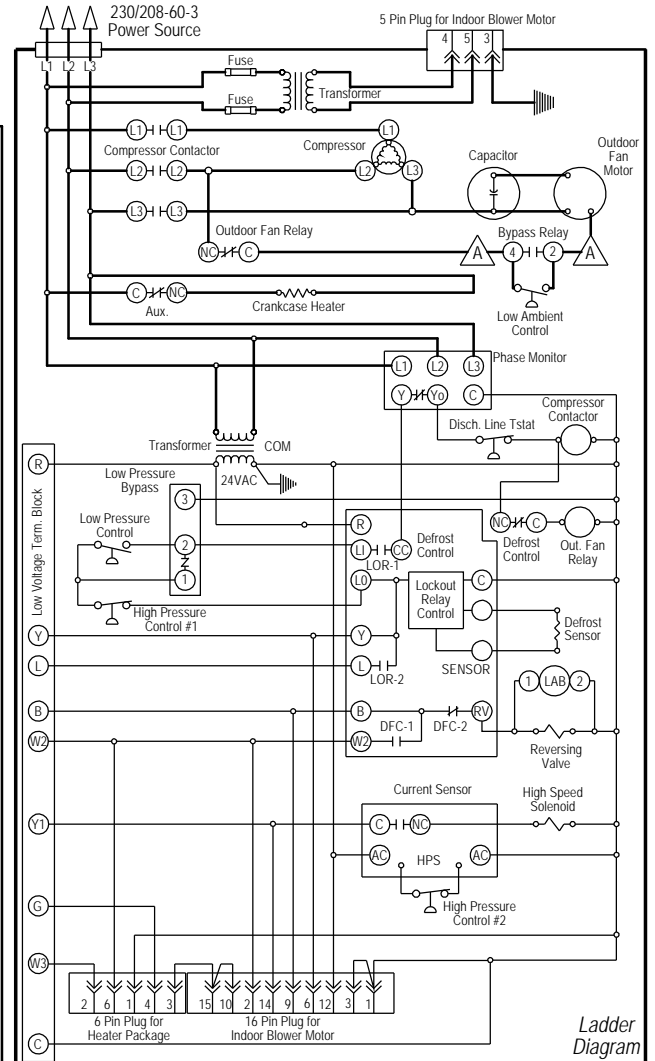 230/208-60-3
Power Source
5 Pin Plug for Indoor Blower Motor
4 5 3
L1 L2 L3
Fuse
Fuse
Transformer
L1 L1
L1
Compressor Contactor
Compressor
L2 L2
L2 L3
L3 L3
Capacitor
Outdoor
Fan
Motor
Outdoor Fan Relay
NC C
Bypass Relay
A 4 2 A
C NC
Aux.
Crankcase Heater
Low Ambient
Control
L1 L2 L3
Phase Monitor
Y Yo C
Compressor
Contactor
Disch. Line Tstat
Transformer COM
24VAC
R
Low Pressure
Bypass
3
Low Pressure
Control
2
1
High Pressure
Control #1
Low Voltage Term. Block
R
LI CC
LOR-1
Defrost
Control
NC C
Defrost
Control
Out. Fan
Relay
LO
Lockout
Relay
Control
C
Defrost
Sensor
SENSOR
Y
Y
L
L
LOR-2
1 LAB 2
B
B
RV
W2
W2
DFC-1 DFC-2
Reversing
Valve
Current Sensor
High Speed
Solenoid
Y1
C NC
AC HPS AC
High Pressure
Control #2
G
W3
2 6 1 4 3
15 10 2 14 9 6 12 3 1
6 Pin Plug for
Heater Package
16 Pin Plug for
Indoor Blower Motor
C
Ladder
Diagram